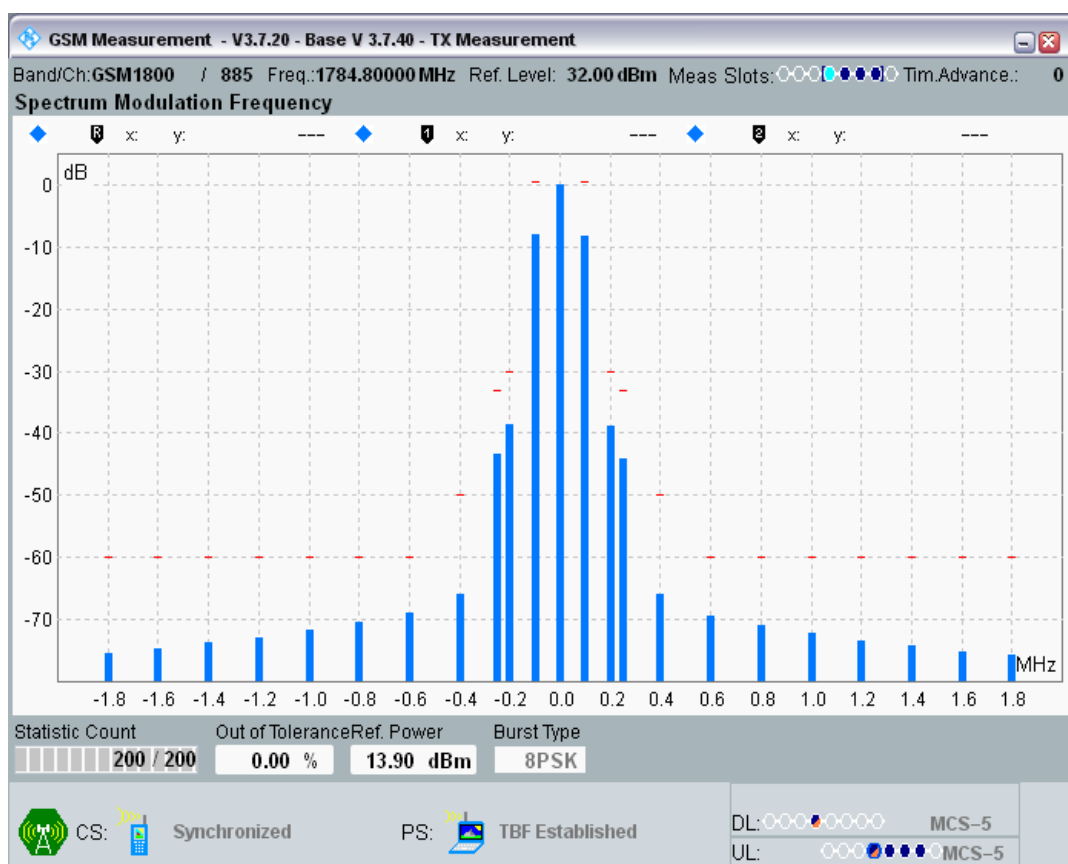 GSM Measurement - V3.7.20 - Base V 3.7.40 - TX Measurement
Band/Ch:GSM1800 / 885 Freq.:1784.80000 MHz Ref. Level: 32.00 dBm Meas Slots: Tim.Advance.: 0
Spectrum Modulation Frequency
R x: y: --- 1 x: y: --- 2 x: y: ---
dB
0
-10
-20
-30
-40
-50
-60
-70
MHz
-1.8 -1.6 -1.4 -1.2 -1.0 -0.8 -0.6 -0.4 -0.2 0.0 0.2 0.4 0.6 0.8 1.0 1.2 1.4 1.6 1.8
Statistic Count Out of Tolerance Ref. Power Burst Type
200 / 200 0.00 % 13.90 dBm 8PSK
CS: Synchronized PS: TBF Established
DL: MCS-5
UL: MCS-5